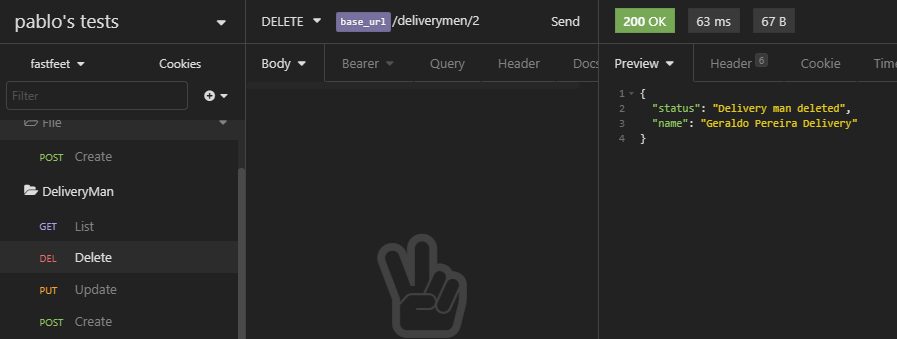 pablo's tests
fastfeet
Cookies
Filter
File
POST Create
DeliveryMan
GET List
DEL Delete
PUT Update
POST Create
DELETE base_url /deliverymen/2 Send
Body Bearer Query Header Docs
200 OK 63 ms 67 B
Preview Header 6 Cookie Time
1 {
2 "status": "Delivery man deleted",
3 "name": "Geraldo Pereira Delivery"
4 }